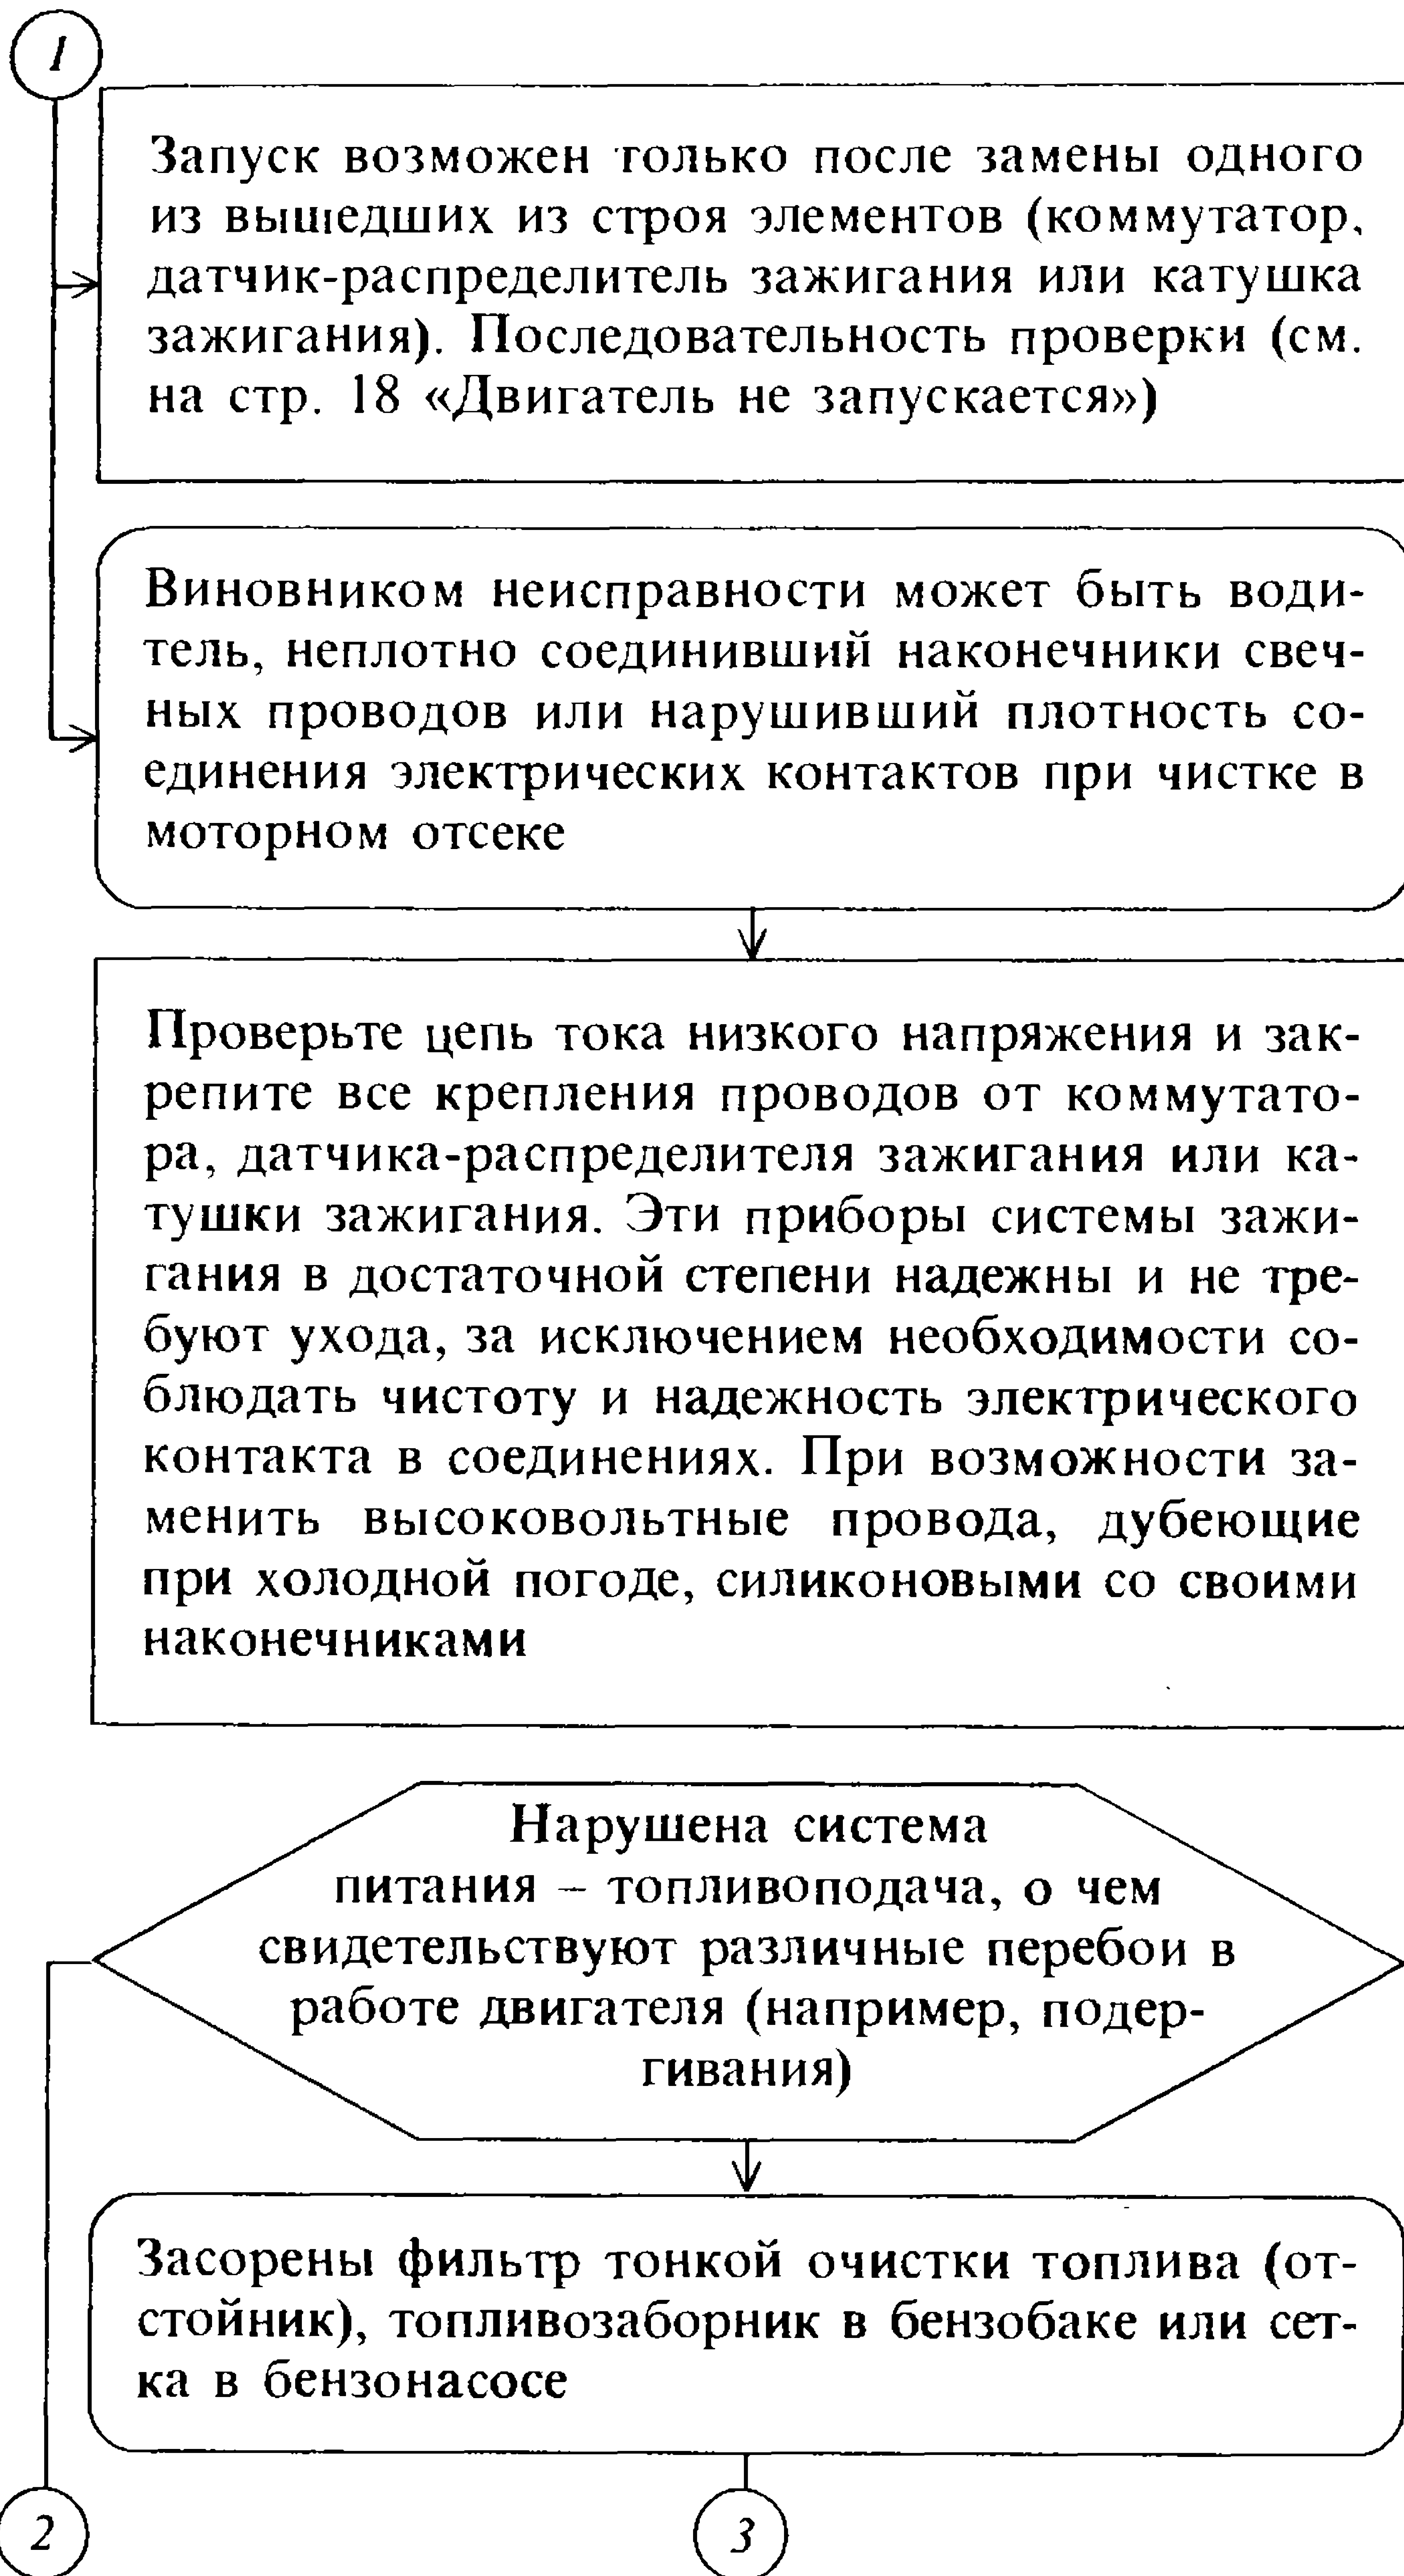 1
Запуск возможен только после замены одного
из вышедших из строя элементов (коммутатор,
датчик-распределитель зажигания или катушка
зажигания). Последовательность проверки (см.
на стр. 18 «Двигатель не запускается»)
Виновником неисправности может быть води-
тель, неплотно соединивший наконечники свеч-
ных проводов или нарушивший плотность со-
единения электрических контактов при чистке в
моторном отсеке
Проверьте цепь тока низкого напряжения и зак-
репите все крепления проводов от коммутато-
ра, датчика-распределителя зажигания или ка-
тушки зажигания. Эти приборы системы зажи-
гания в достаточной степени надежны и не тре-
буют ухода, за исключением необходимости со-
блюдать чистоту и надежность электрического
контакта в соединениях. При возможности за-
менить высоковольтные провода, дубеющие
при холодной погоде, силиконовыми со своими
наконечниками
Нарушена система
питания – топливоподача, о чем
свидетельствуют различные перебои в
работе двигателя (например, подер-
гивания)
Засорены фильтр тонкой очистки топлива (от-
стойник), топливозаборник в бензобаке или сет-
ка в бензонасосе
2
3